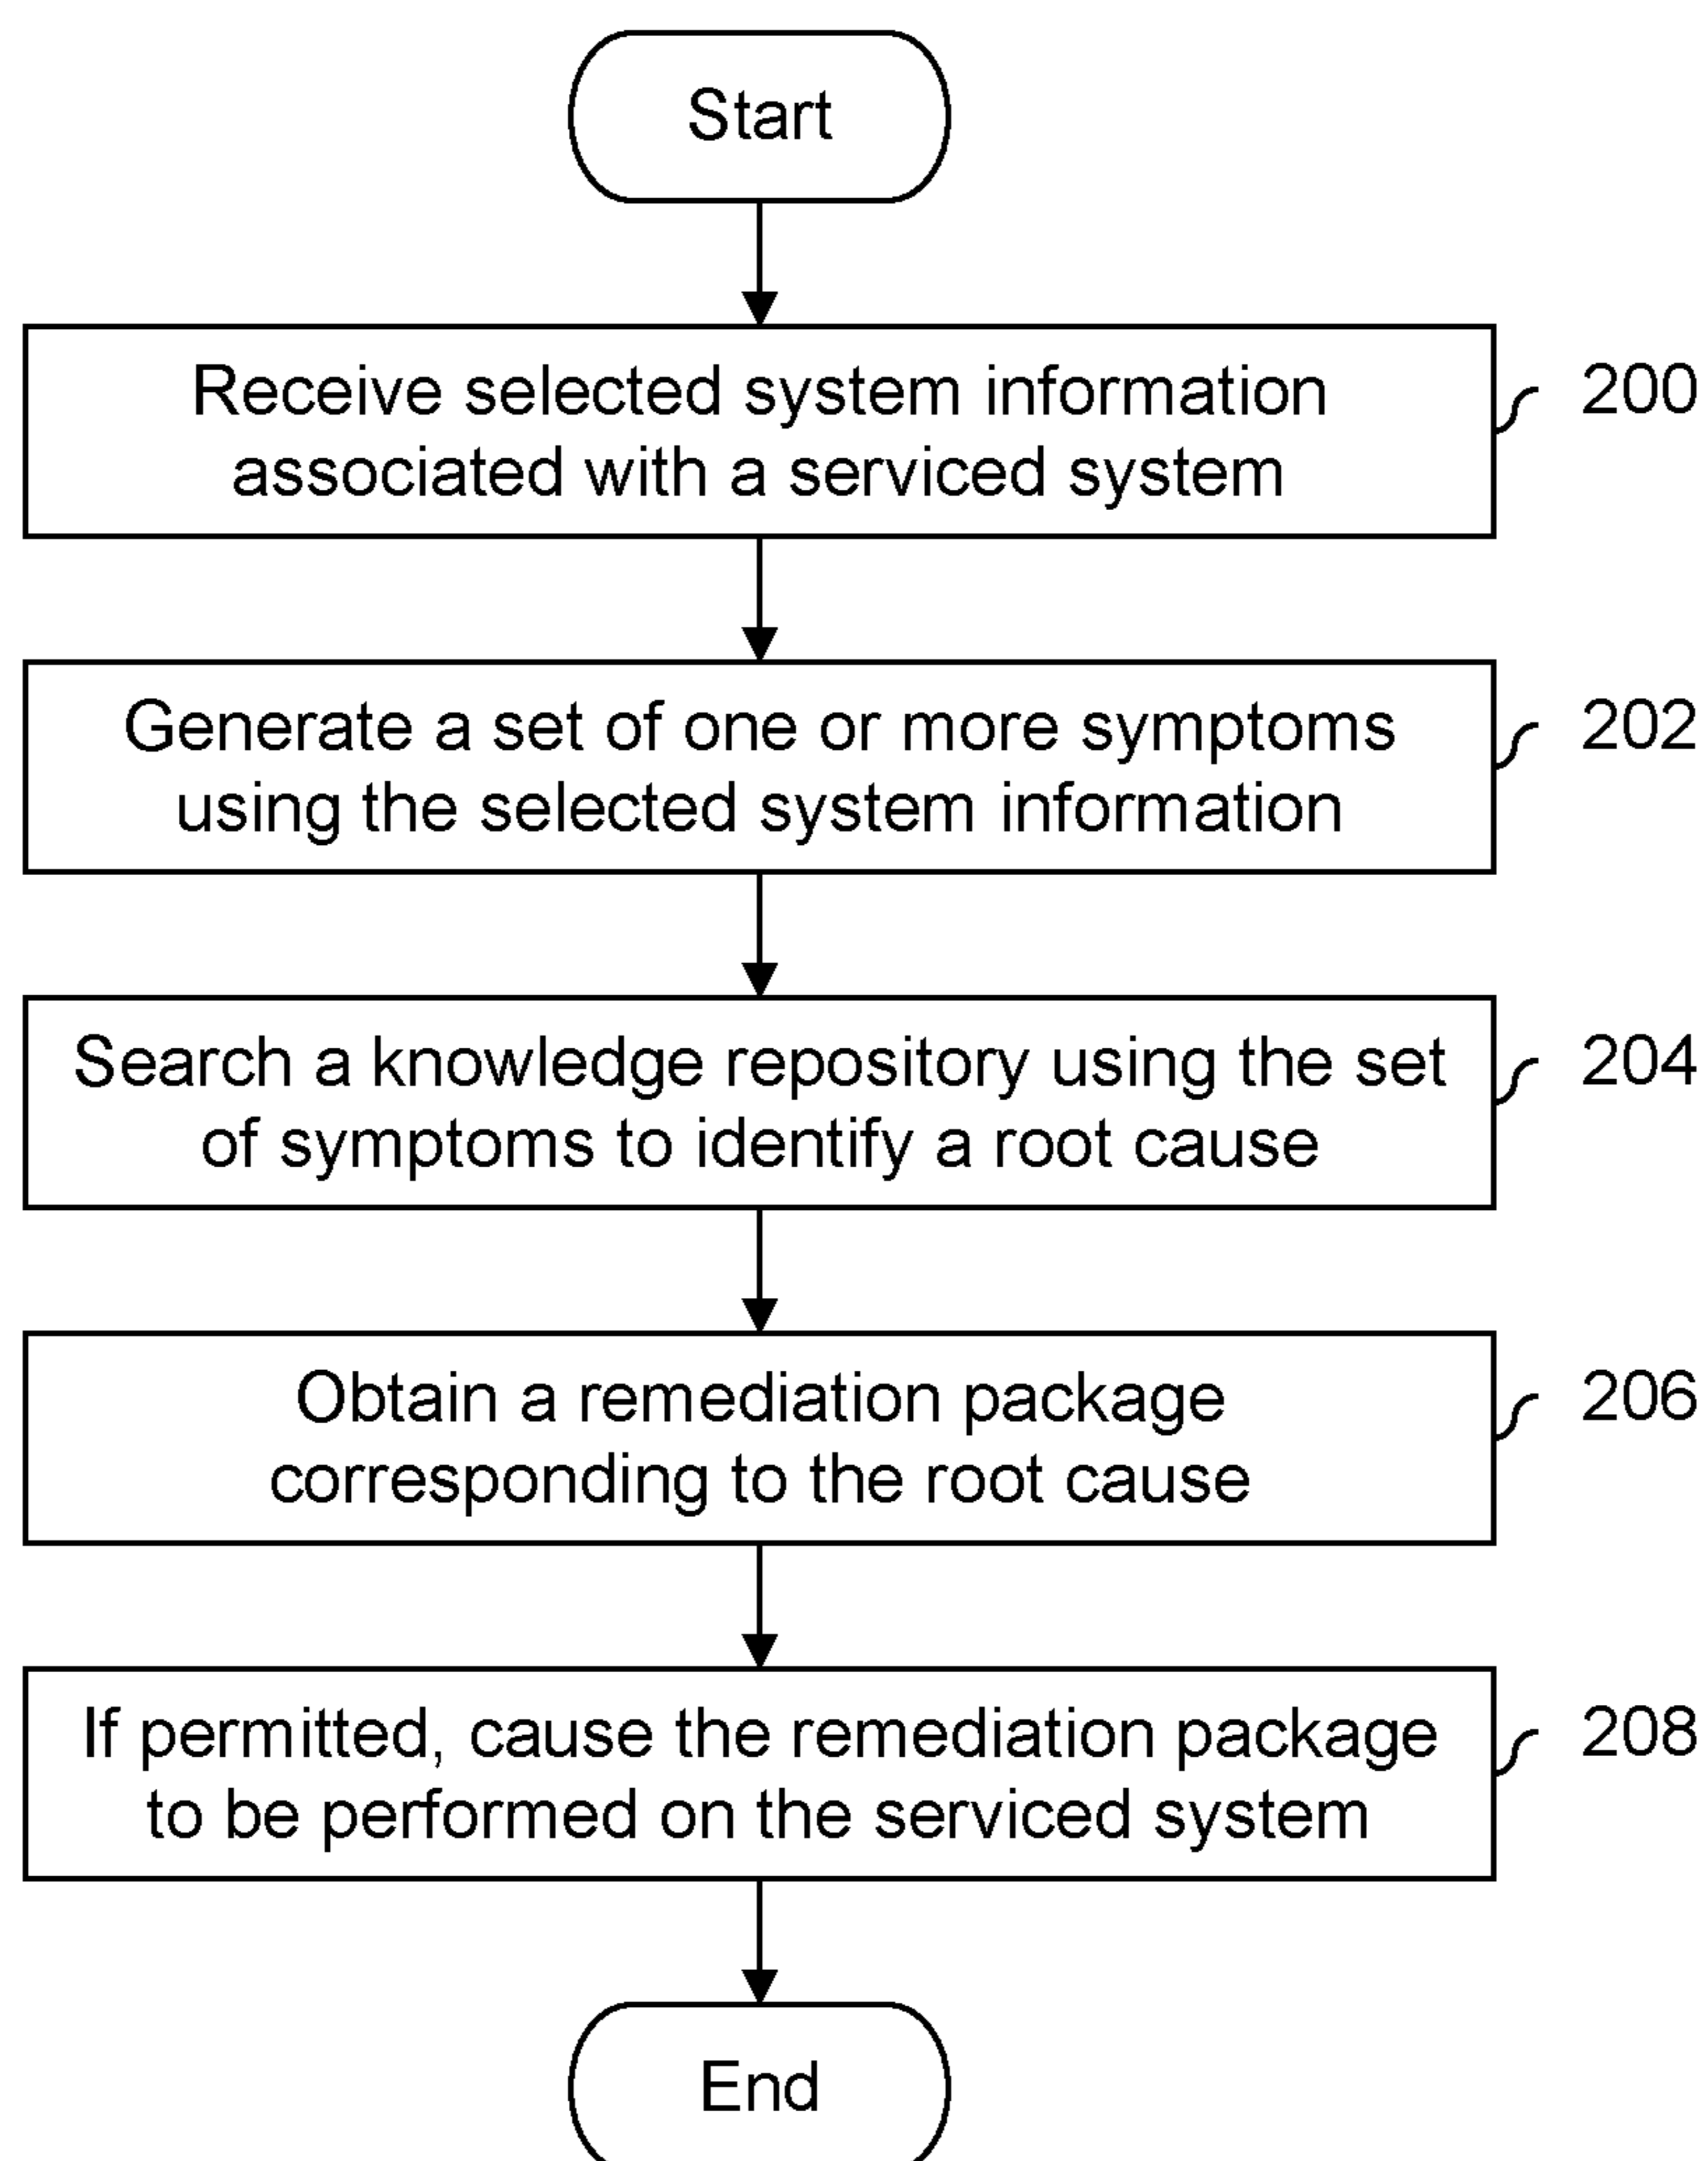 Start
Receive selected system information
associated with a serviced system
200
Generate a set of one or more symptoms
using the selected system information
202
Search a knowledge repository using the set
of symptoms to identify a root cause
204
Obtain a remediation package
corresponding to the root cause
206
If permitted, cause the remediation package
to be performed on the serviced system
208
End